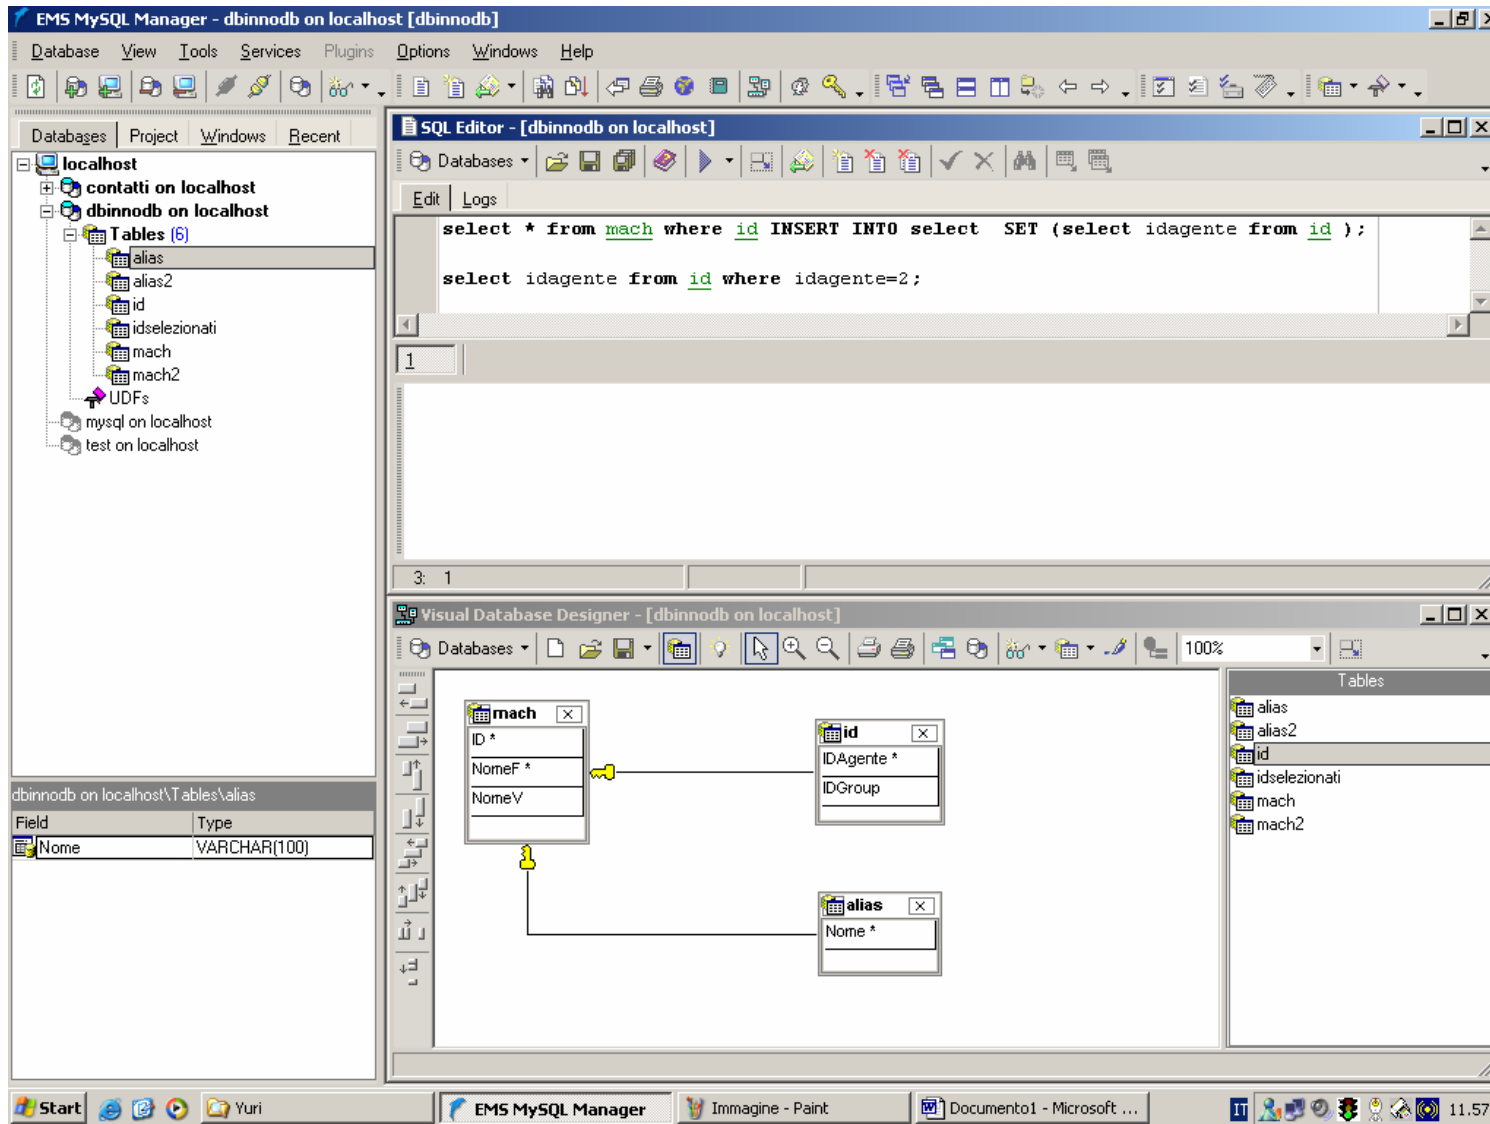 EMS MySQL Manager - dbinnodb on localhost [dbinnodb]
Database View Tools Services Plugins Options Windows Help
Databases Project Windows Recent
localhost
contatti on localhost
dbinnodb on localhost
Tables (6)
alias
alias2
id
idselezionati
mach
mach2
UDFs
mysql on localhost
test on localhost
dbinnodb on localhost\Tables\alias
Field Type
Nome VARCHAR(100)
SQL Editor - [dbinnodb on localhost]
Databases
Edit Logs
select * from mach where id INSERT INTO select  SET (select idagente from id );
select idagente from id where idagente=2;
1
3: 1
Visual Database Designer - [dbinnodb on localhost]
Databases 100%
mach
ID *
NomeF *
NomeV
id
IDAgente *
IDGroup
alias
Nome *
Tables
alias
alias2
id
idselezionati
mach
mach2
Start Yuri EMS MySQL Manager Immagine - Paint Documento1 - Microsoft ... IT 11.57